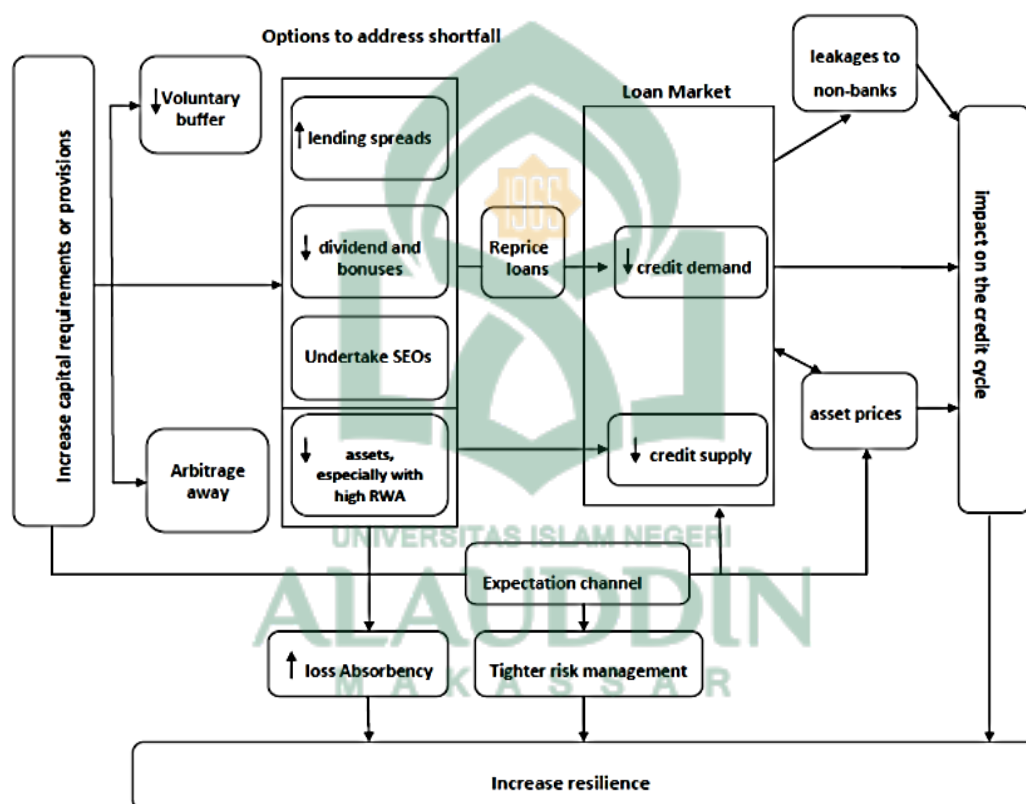 Options to address shortfall
Increase capital requirements or provisions
↓ Voluntary
buffer
Arbitrage
away
↑ lending spreads
↓ dividend and
bonuses
Undertake SEOs
↓ assets,
especially with
high RWA
Reprice
loans
Loan Market
↓ credit demand
↓ credit supply
leakages to
non-banks
asset prices
impact on the credit cycle
Expectation channel
↑ loss Absorbency
Tighter risk management
Increase resilience
1965
UNIVERSITAS ISLAM NEGERI
ALAUDDIN
MAKASSAR